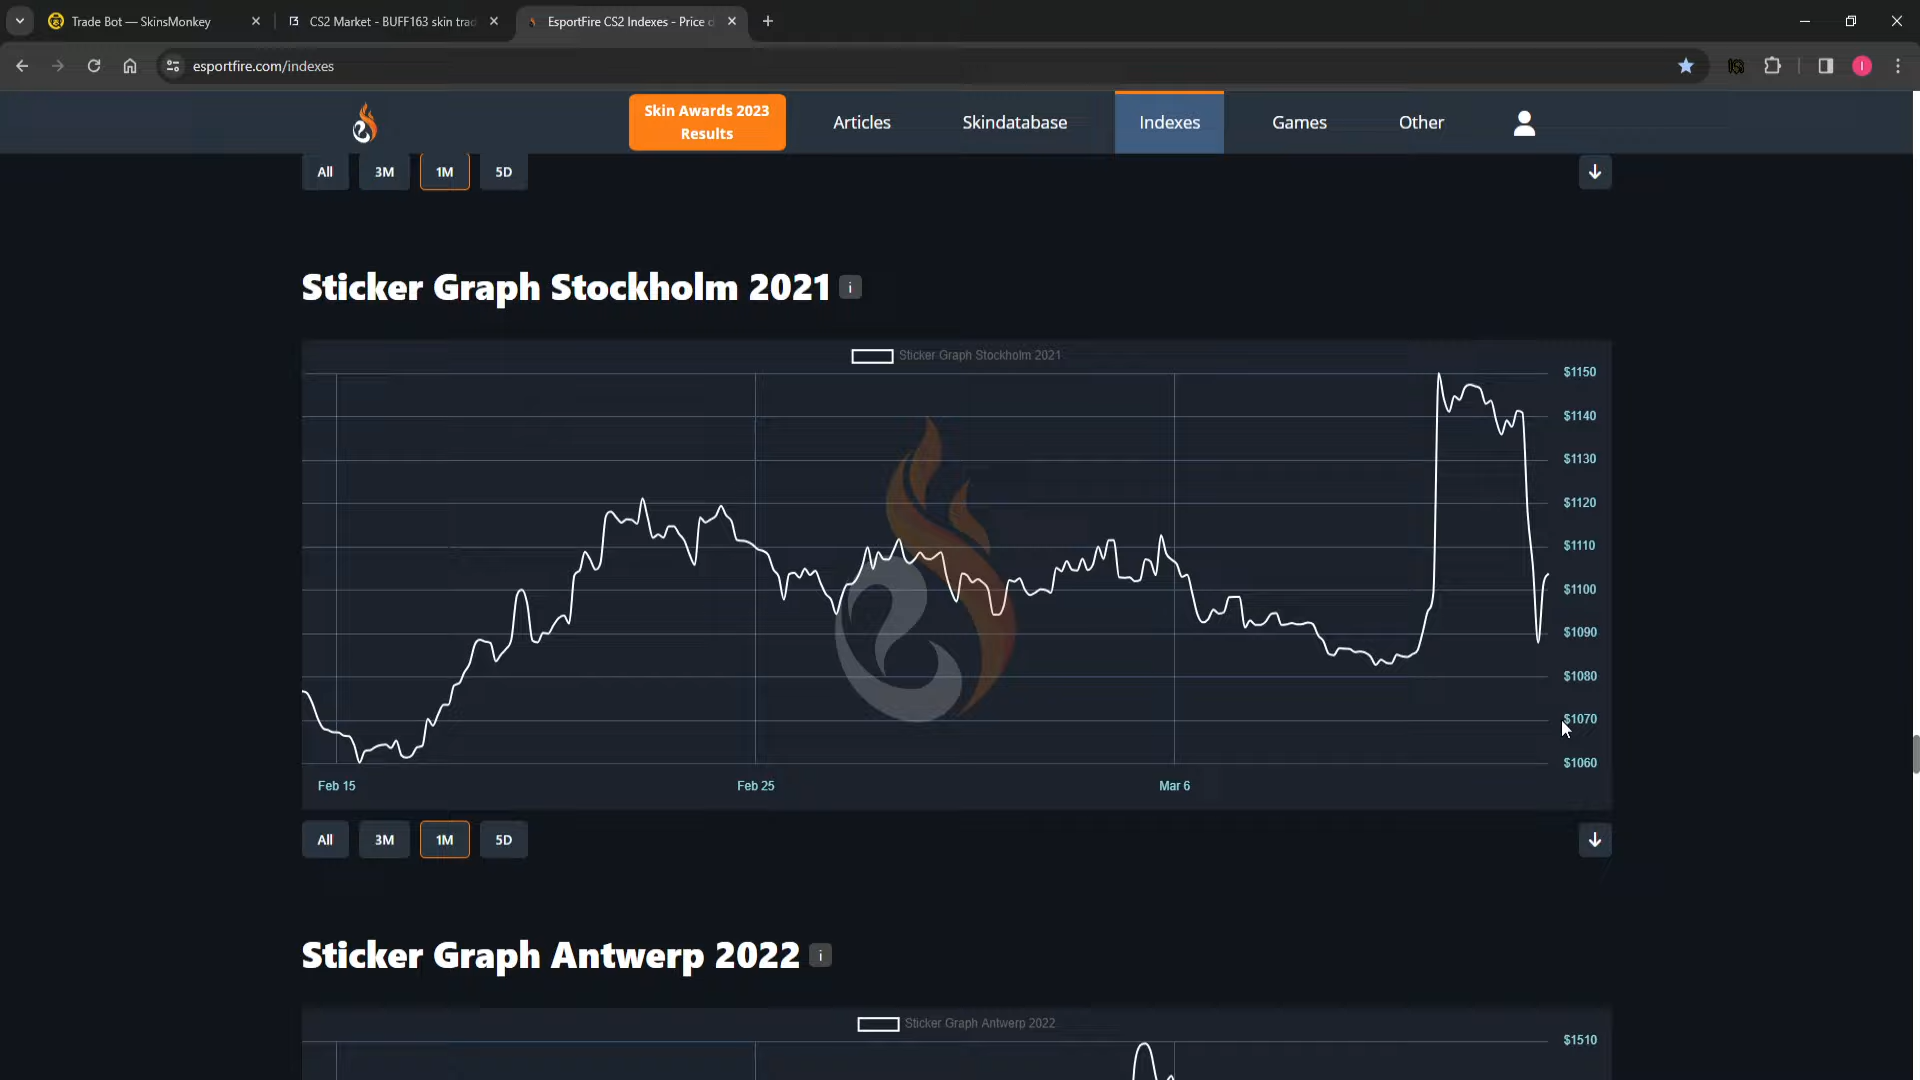 Trade Bot — SkinsMonkey
CS2 Market - BUFF163 skin trad
EsportFire CS2 Indexes - Price c
esportfire.com/indexes
Skin Awards 2023
Results
Articles
Skindatabase
Indexes
Games
Other
All
3M
1M
5D
Sticker Graph Stockholm 2021
i
Sticker Graph Stockholm 2021
$1150
$1140
$1130
$1120
$1110
$1100
$1090
$1080
$1070
$1060
Feb 15
Feb 25
Mar 6
All
3M
1M
5D
Sticker Graph Antwerp 2022
i
Sticker Graph Antwerp 2022
$1510